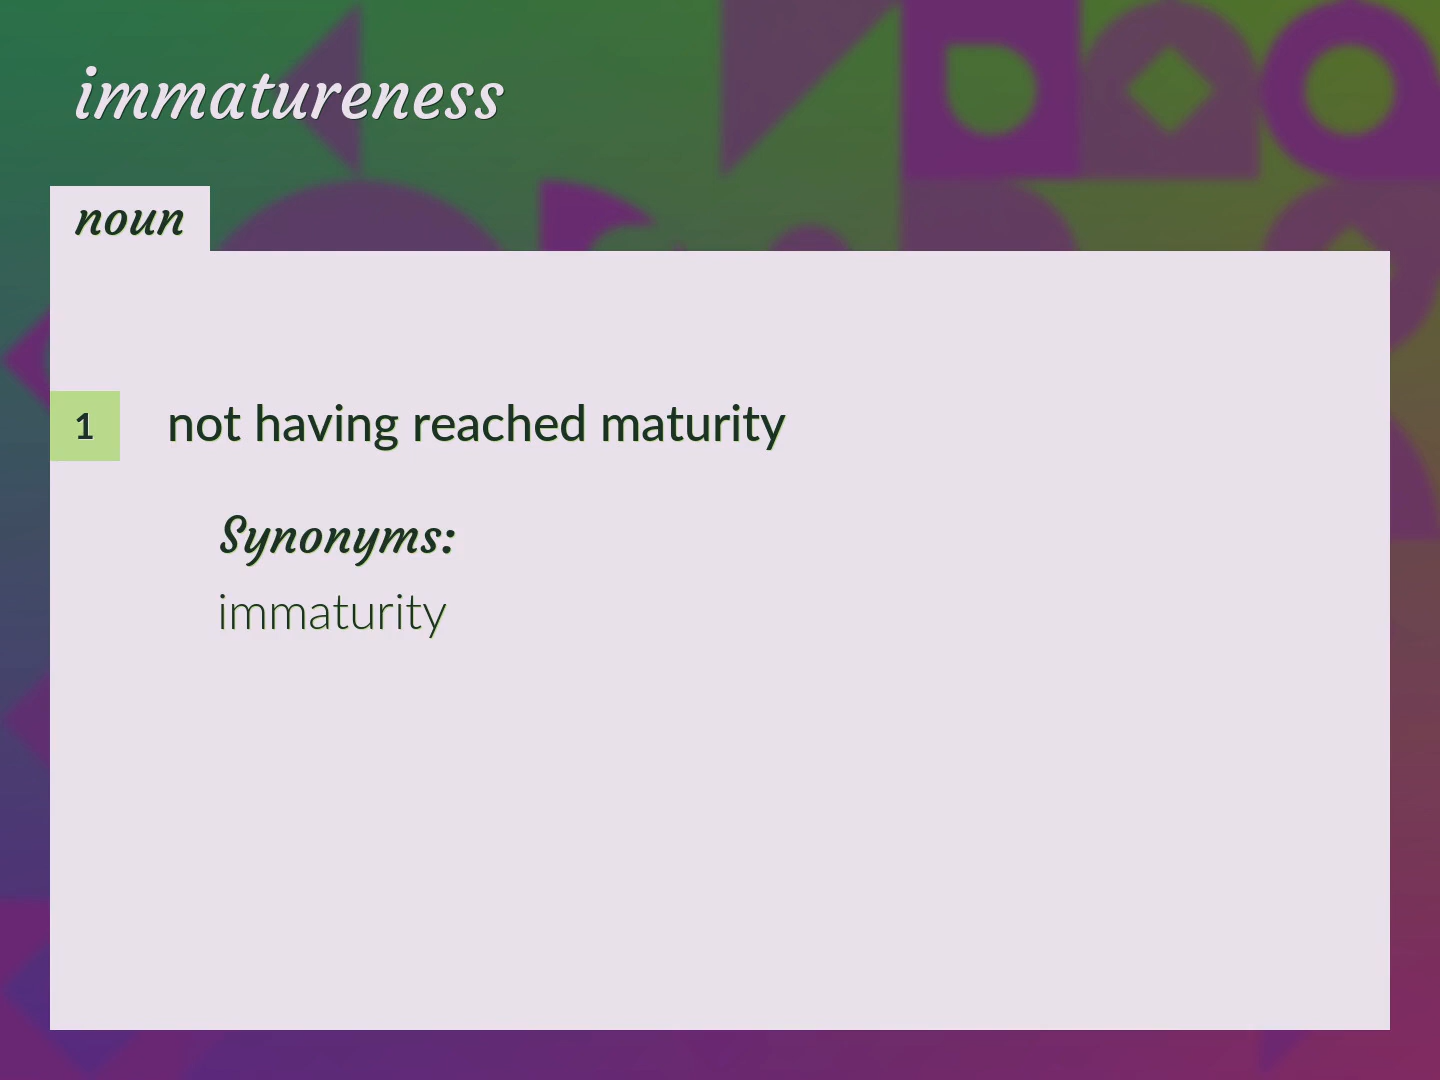 immatureness
noun
1 not having reached maturity
Synonyms:
immaturity